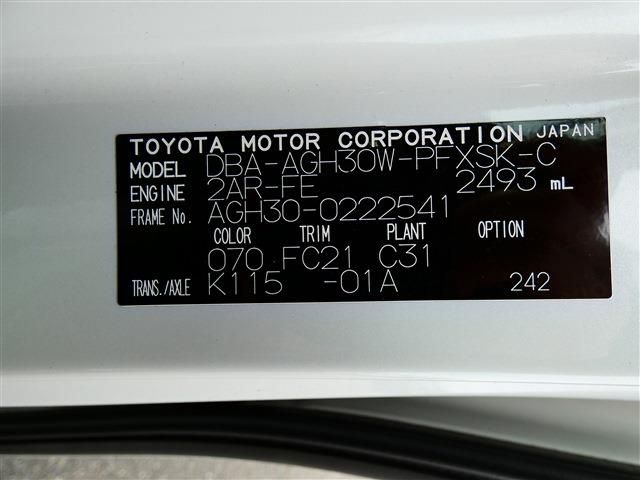 TOYOTA MOTOR CORPORATION JAPAN
MODEL DBA-AGH30W-PFXSK-C
ENGINE 2AR-FE 2493 mL
FRAME No. AGH30-0222541
COLOR TRIM PLANT OPTION
070 FC21 C31
TRANS./AXLE K115 -01A 242